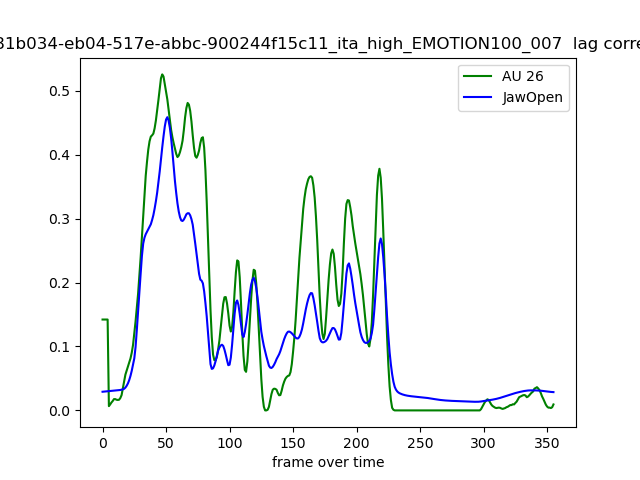 31b034-eb04-517e-abbc-900244f15c11_ita_high_EMOTION100_007 lag corre
AU 26
JawOpen
0.5
0.4
0.3
0.2
0.1
0.0
0 50 100 150 200 250 300 350
frame over time